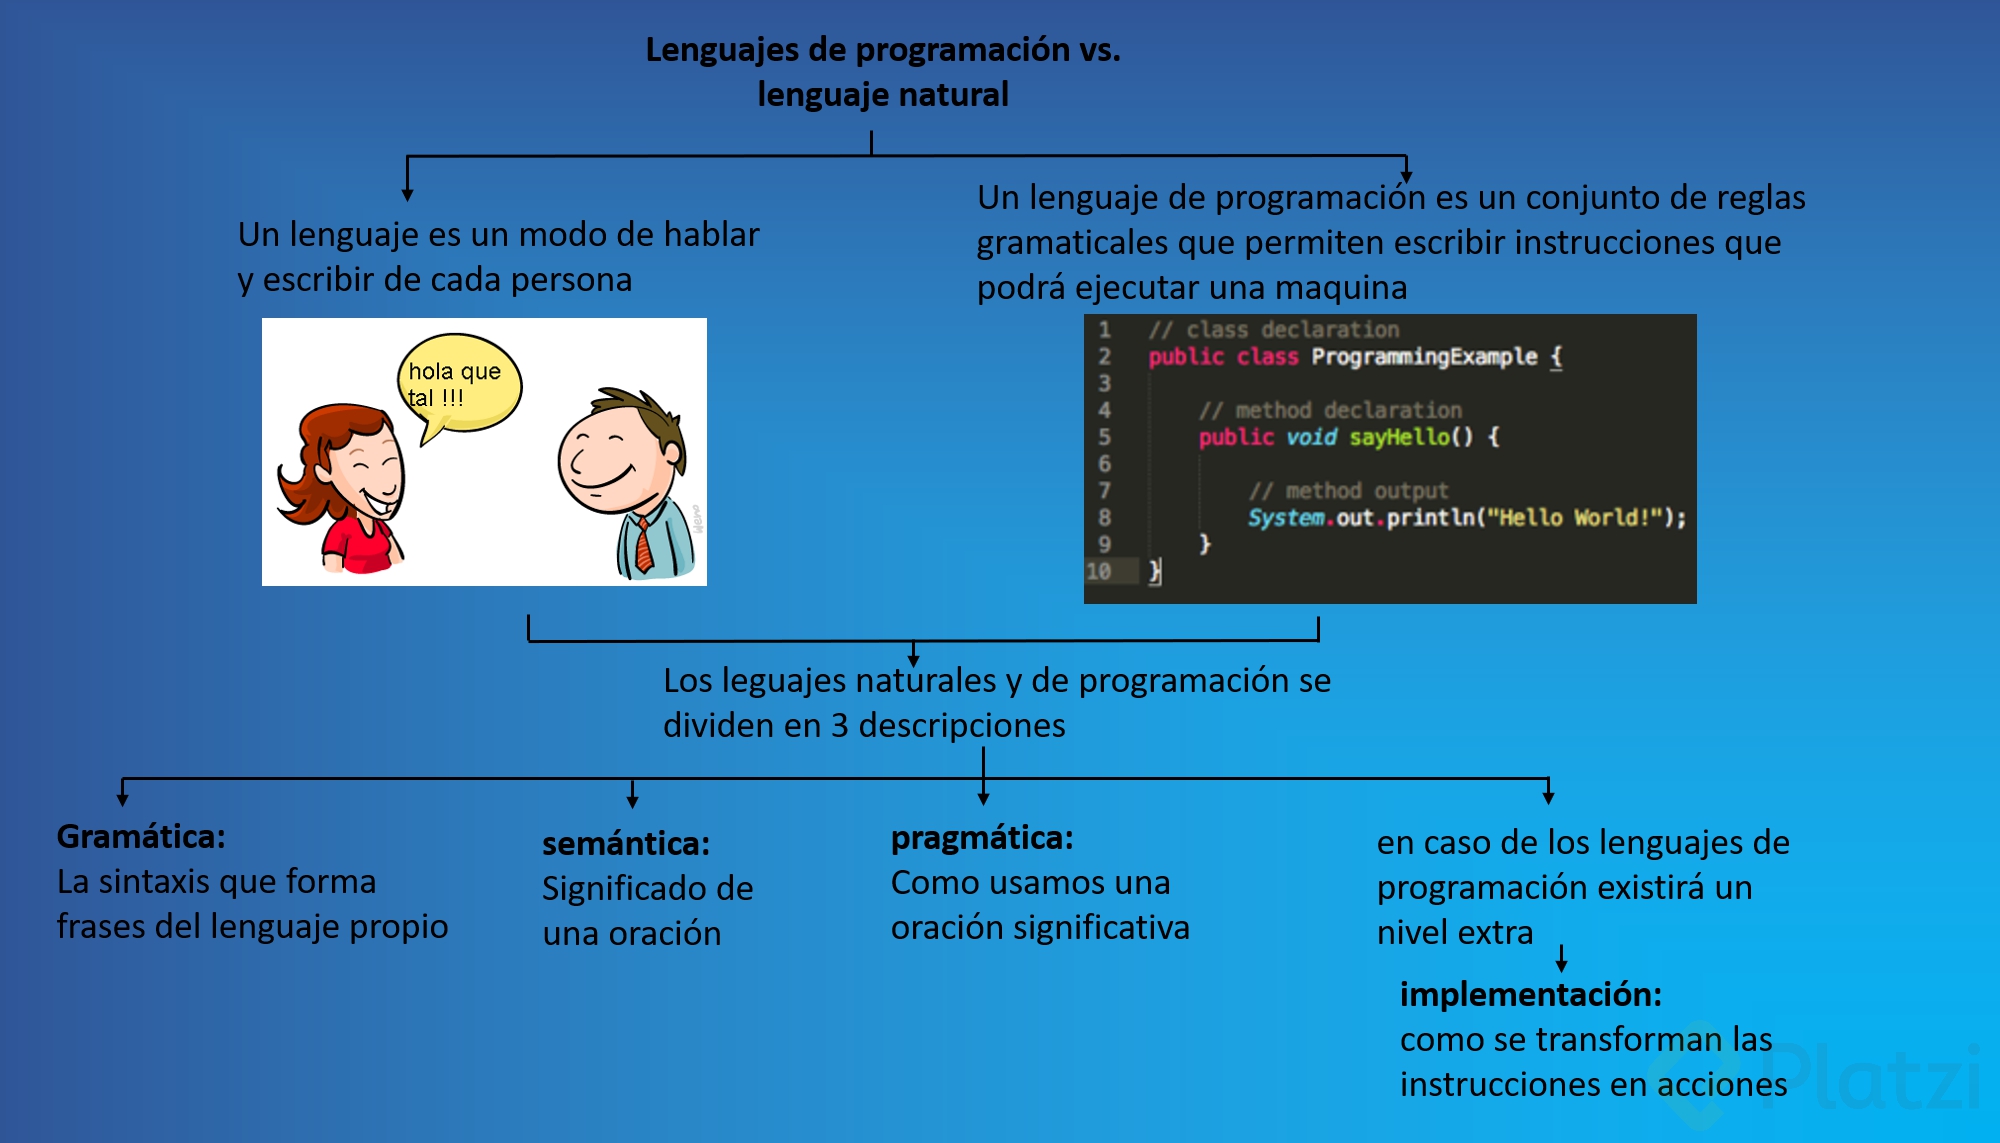 Lenguajes de programación vs.
lenguaje natural
Un lenguaje es un modo de hablar
y escribir de cada persona
Un lenguaje de programación es un conjunto de reglas
gramaticales que permiten escribir instrucciones que
podrá ejecutar una maquina
hola que
tal !!!
1 // class declaration
2 public class ProgrammingExample {
3
4 // method declaration
5 public void sayHello() {
6
7 // method output
8 System.out.println("Hello World!");
9 }
10 }
Los leguajes naturales y de programación se
dividen en 3 descripciones
Gramática:
La sintaxis que forma
frases del lenguaje propio
semántica:
Significado de
una oración
pragmática:
Como usamos una
oración significativa
en caso de los lenguajes de
programación existirá un
nivel extra
implementación:
como se transforman las
instrucciones en acciones
Platzi